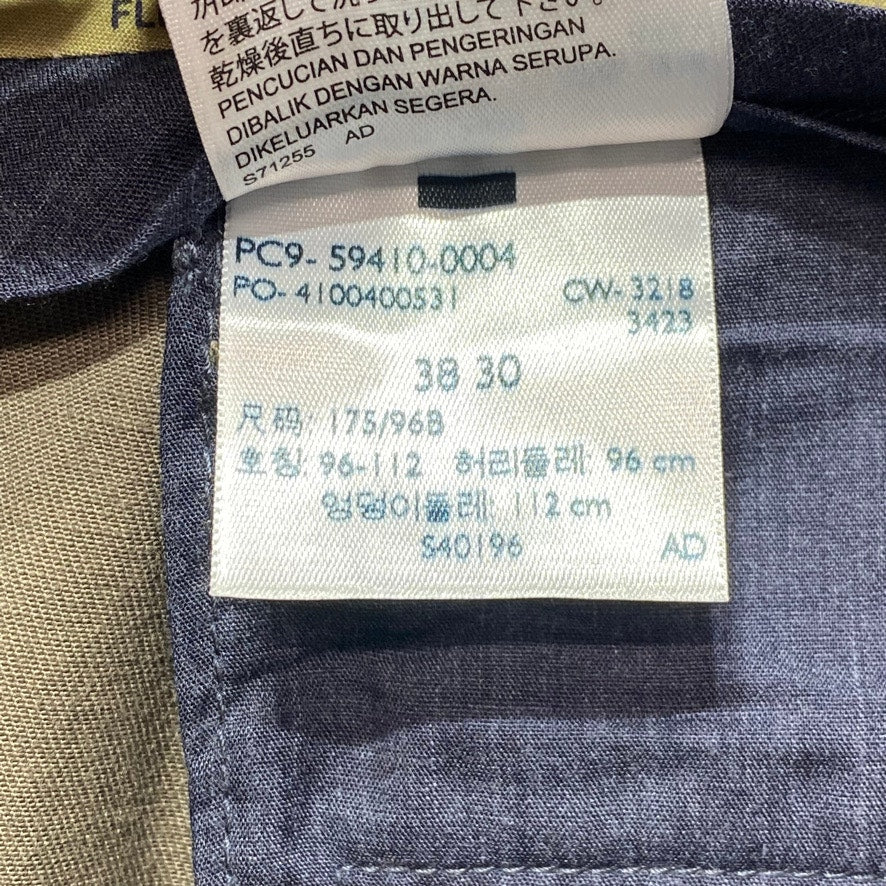 FL
を裏返して洗
乾燥後直ちに取り出して下さい。
PENCUCIAN DAN PENGERINGAN
DIBALIK DENGAN WARNA SERUPA.
DIKELUARKAN SEGERA.
S71255 AD
PC9- 59410-0004
PO- 4100400531 CW- 3218
3423
38 30
尺码: 175/96B
호칭: 96-112 허리둘레: 96 cm
엉덩이둘레: 112 cm
S40196 AD